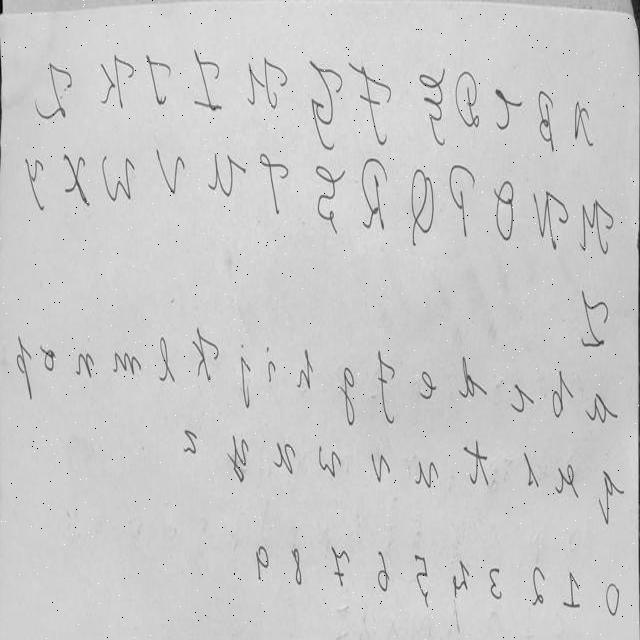 A B C D E F G H I J K L
M N O P Q R S T U V W X Y
Z
a b c d e f g h i j k l m n o p
q r s t u v w x y z
0 1 2 3 4 5 6 7 8 9